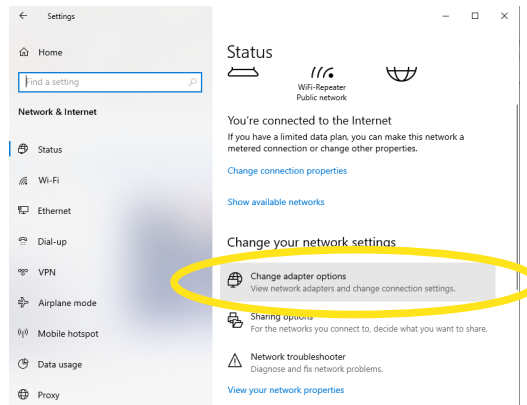 Settings
Home
Find a setting
Network & Internet
Status
Wi-Fi
Ethernet
Dial-up
VPN
Airplane mode
Mobile hotspot
Data usage
Proxy
Status
WiFi-Repeater
Public network
You're connected to the Internet
If you have a limited data plan, you can make this network a
metered connection or change other properties.
Change connection properties
Show available networks
Change your network settings
Change adapter options
View network adapters and change connection settings.
Sharing options
For the networks you connect to, decide what you want to share.
Network troubleshooter
Diagnose and fix network problems.
View your network properties